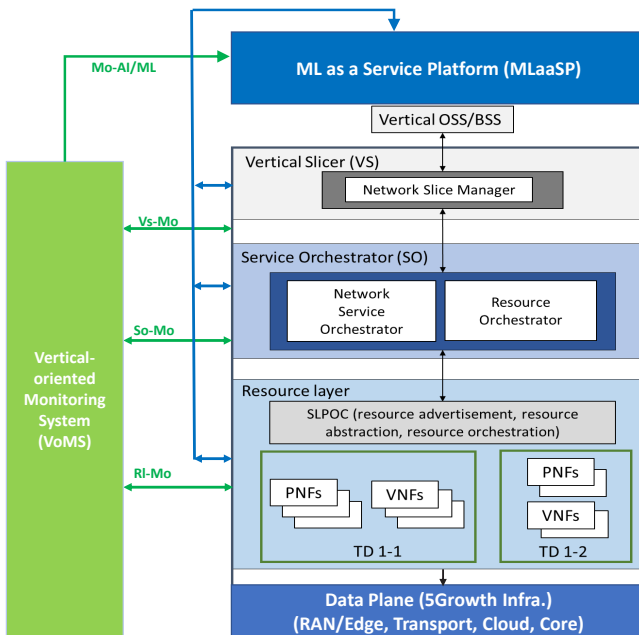 ML as a Service Platform (MLaaSP)
Mo-AI/ML
Vertical OSS/BSS
Vertical Slicer (VS)
Network Slice Manager
Vs-Mo
Service Orchestrator (SO)
Network
Service
Orchestrator
Resource
Orchestrator
So-Mo
Vertical-
oriented
Monitoring
System
(VoMS)
Resource layer
SLPOC (resource advertisement, resource
abstraction, resource orchestration)
Rl-Mo
PNFs
VNFs
TD 1-1
PNFs
VNFs
TD 1-2
Data Plane (5Growth Infra.)
(RAN/Edge, Transport, Cloud, Core)